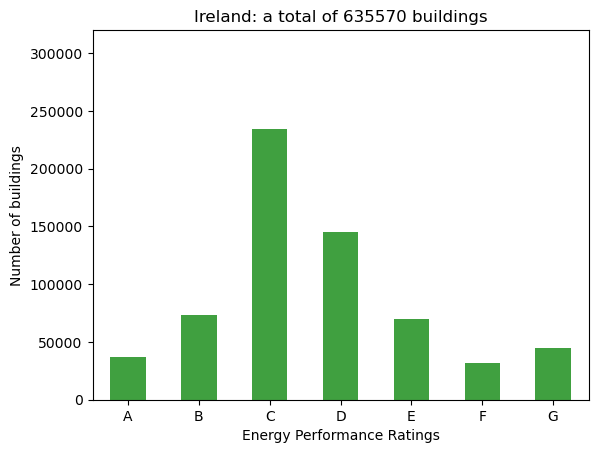 Ireland: a total of 635570 buildings
300000
250000
200000
150000
100000
50000
0
Number of buildings
A B C D E F G
Energy Performance Ratings